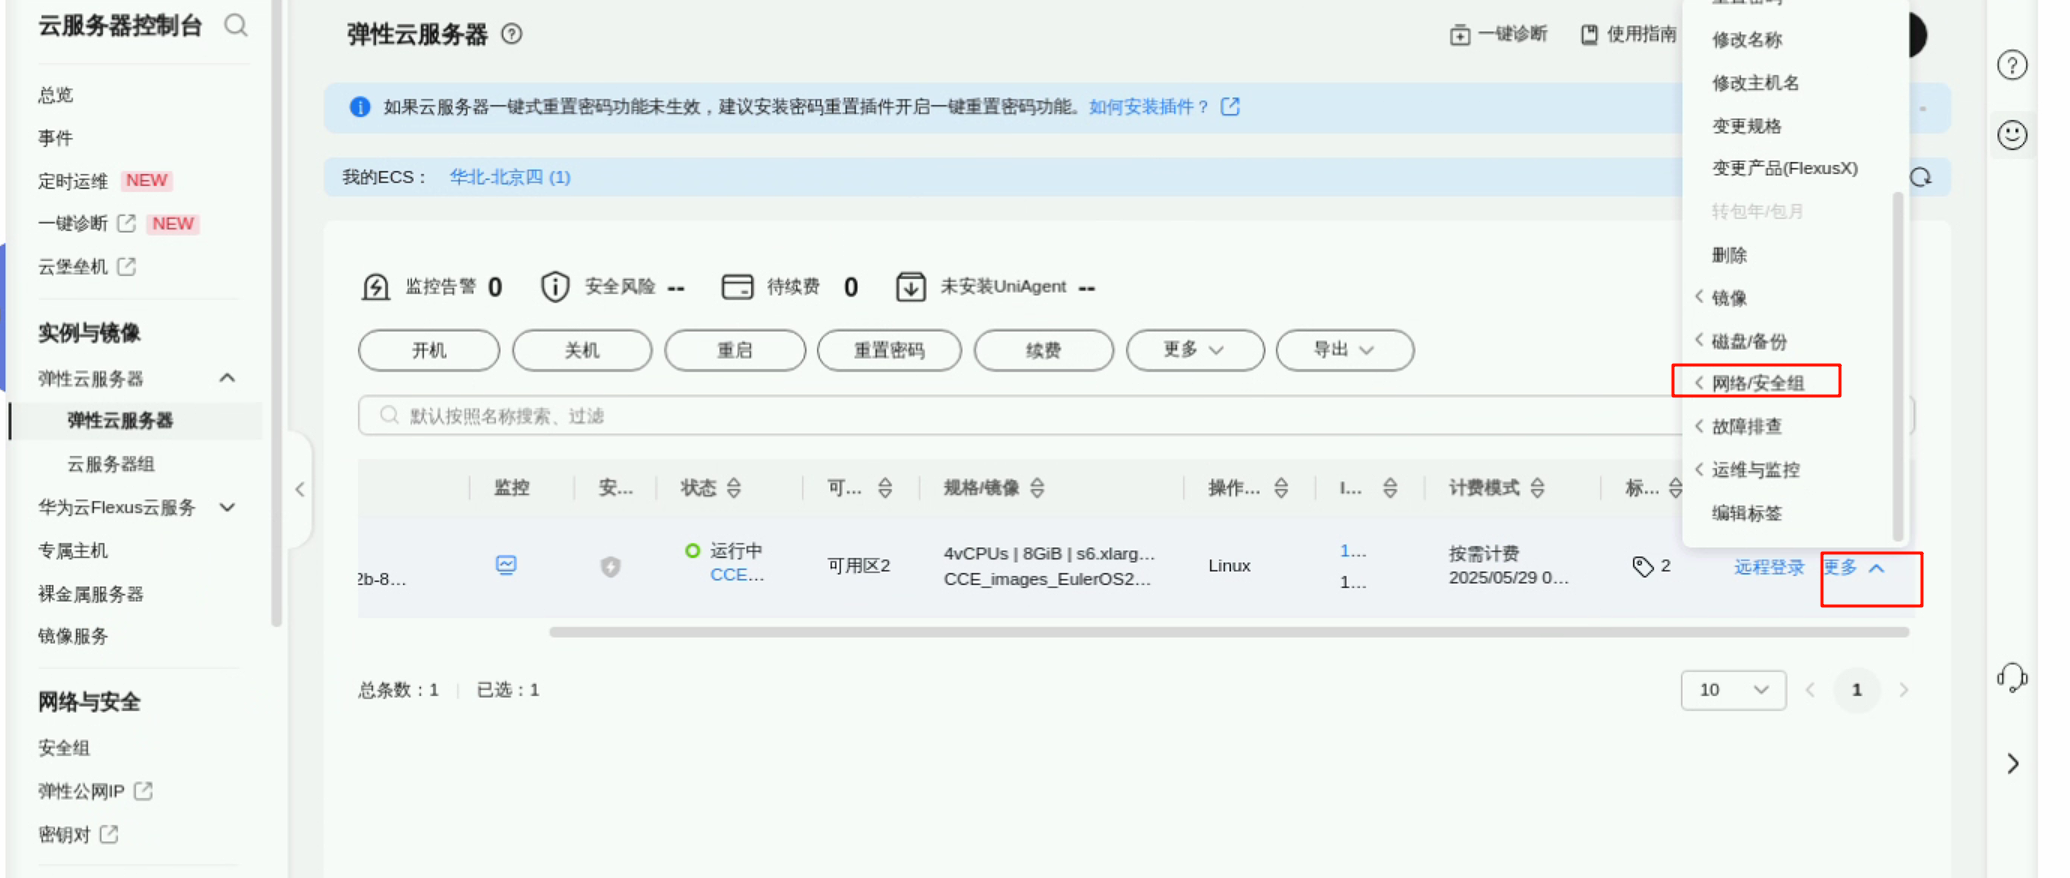 云服务器控制台
总览
事件
定时运维 NEW
一键诊断 NEW
云堡垒机
实例与镜像
弹性云服务器
弹性云服务器
云服务器组
华为云Flexus云服务
专属主机
裸金属服务器
镜像服务
网络与安全
安全组
弹性公网IP
密钥对
弹性云服务器
一键诊断 使用指南
如果云服务器一键式重置密码功能未生效，建议安装密码重置插件开启一键重置密码功能。如何安装插件？
我的ECS： 华北-北京四 (1)
监控告警 0 安全风险 -- 待续费 0 未安装UniAgent --
开机 关机 重启 重置密码 续费 更多 导出
默认按照名称搜索、过滤
监控 安... 状态 可... 规格/镜像 操作... I... 计费模式 标...
2b-8...
运行中
CCE...
可用区2
4vCPUs | 8GiB | s6.xlarg...
CCE_images_EulerOS2...
Linux
1...
1...
按需计费
2025/05/29 0...
2
远程登录 更多
总条数：1 已选：1
10 1
重置密码
修改名称
修改主机名
变更规格
变更产品(FlexusX)
转包年/包月
删除
镜像
磁盘/备份
网络/安全组
故障排查
运维与监控
编辑标签